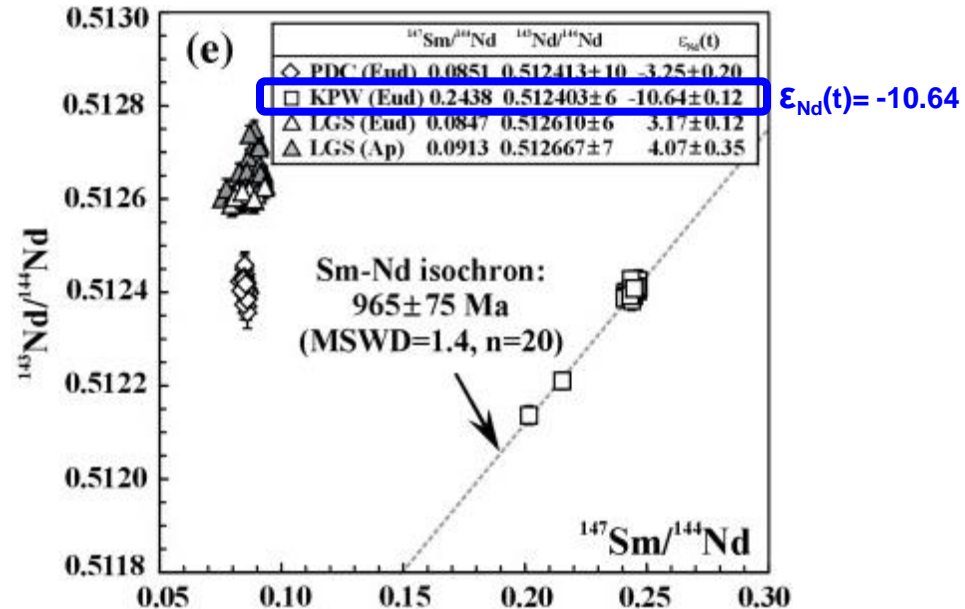 (e)
¹⁴⁷Sm/¹⁴⁴Nd ¹⁴³Nd/¹⁴⁴Nd εNd(t)
PDC (Eud) 0.0851 0.512413±10 -3.25±0.20
KPW (Eud) 0.2438 0.512403±6 -10.64±0.12
LGS (Eud) 0.0847 0.512610±6 3.17±0.12
LGS (Ap) 0.0913 0.512667±7 4.07±0.35
εNd(t)= -10.64
0.5130
0.5128
0.5126
0.5124
0.5122
0.5120
0.5118
¹⁴³Nd/¹⁴⁴Nd
Sm-Nd isochron:
965±75 Ma
(MSWD=1.4, n=20)
¹⁴⁷Sm/¹⁴⁴Nd
0.05 0.10 0.15 0.20 0.25 0.30